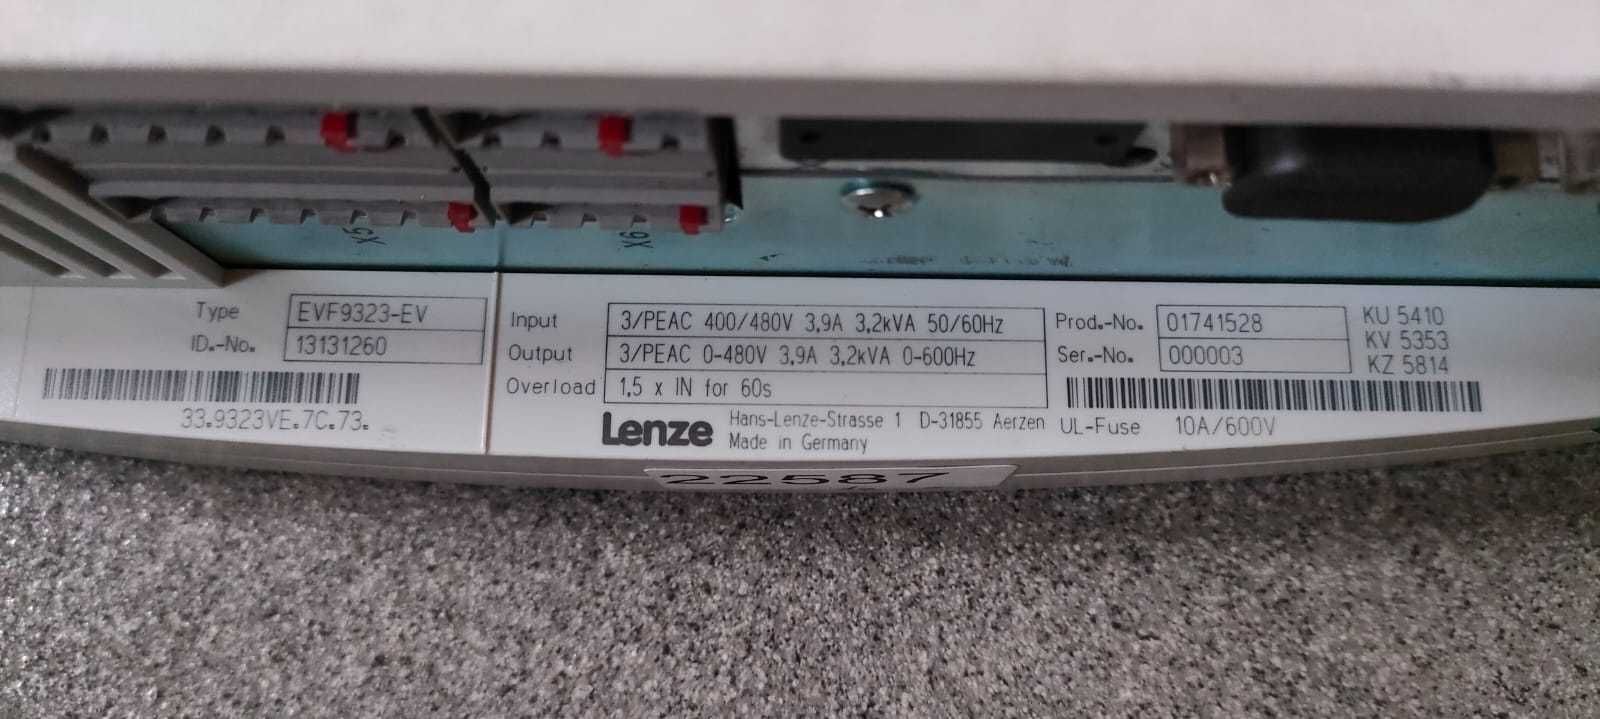 X5
X6
Type EVF9323-EV
ID.-No. 13131260
33.9323VE.7C.73.
Input 3/PEAC 400/480V 3,9A 3,2kVA 50/60Hz
Output 3/PEAC 0-480V 3,9A 3,2kVA 0-600Hz
Overload 1,5 x IN for 60s
Lenze
Hans-Lenze-Strasse 1 D-31855 Aerzen
Made in Germany
Prod.-No. 01741528
Ser.-No. 000003
KU 5410
KV 5353
KZ 5814
UL-Fuse 10A/600V
22587